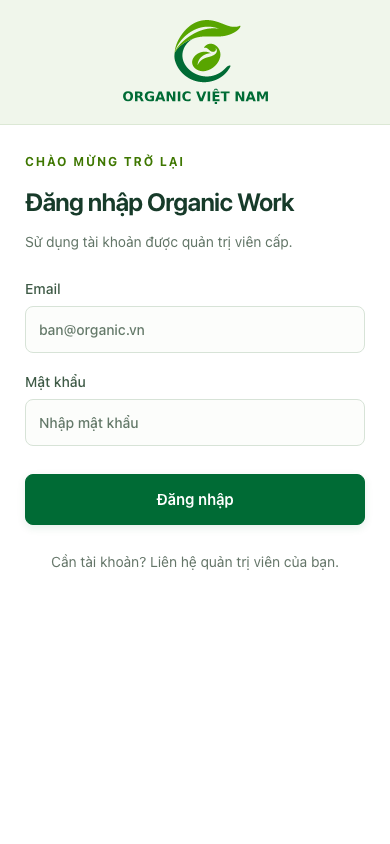 ORGANIC VIỆT NAM
CHÀO MỪNG TRỞ LẠI
Đăng nhập Organic Work
Sử dụng tài khoản được quản trị viên cấp.
Email
ban@organic.vn
Mật khẩu
Nhập mật khẩu
Đăng nhập
Cần tài khoản? Liên hệ quản trị viên của bạn.